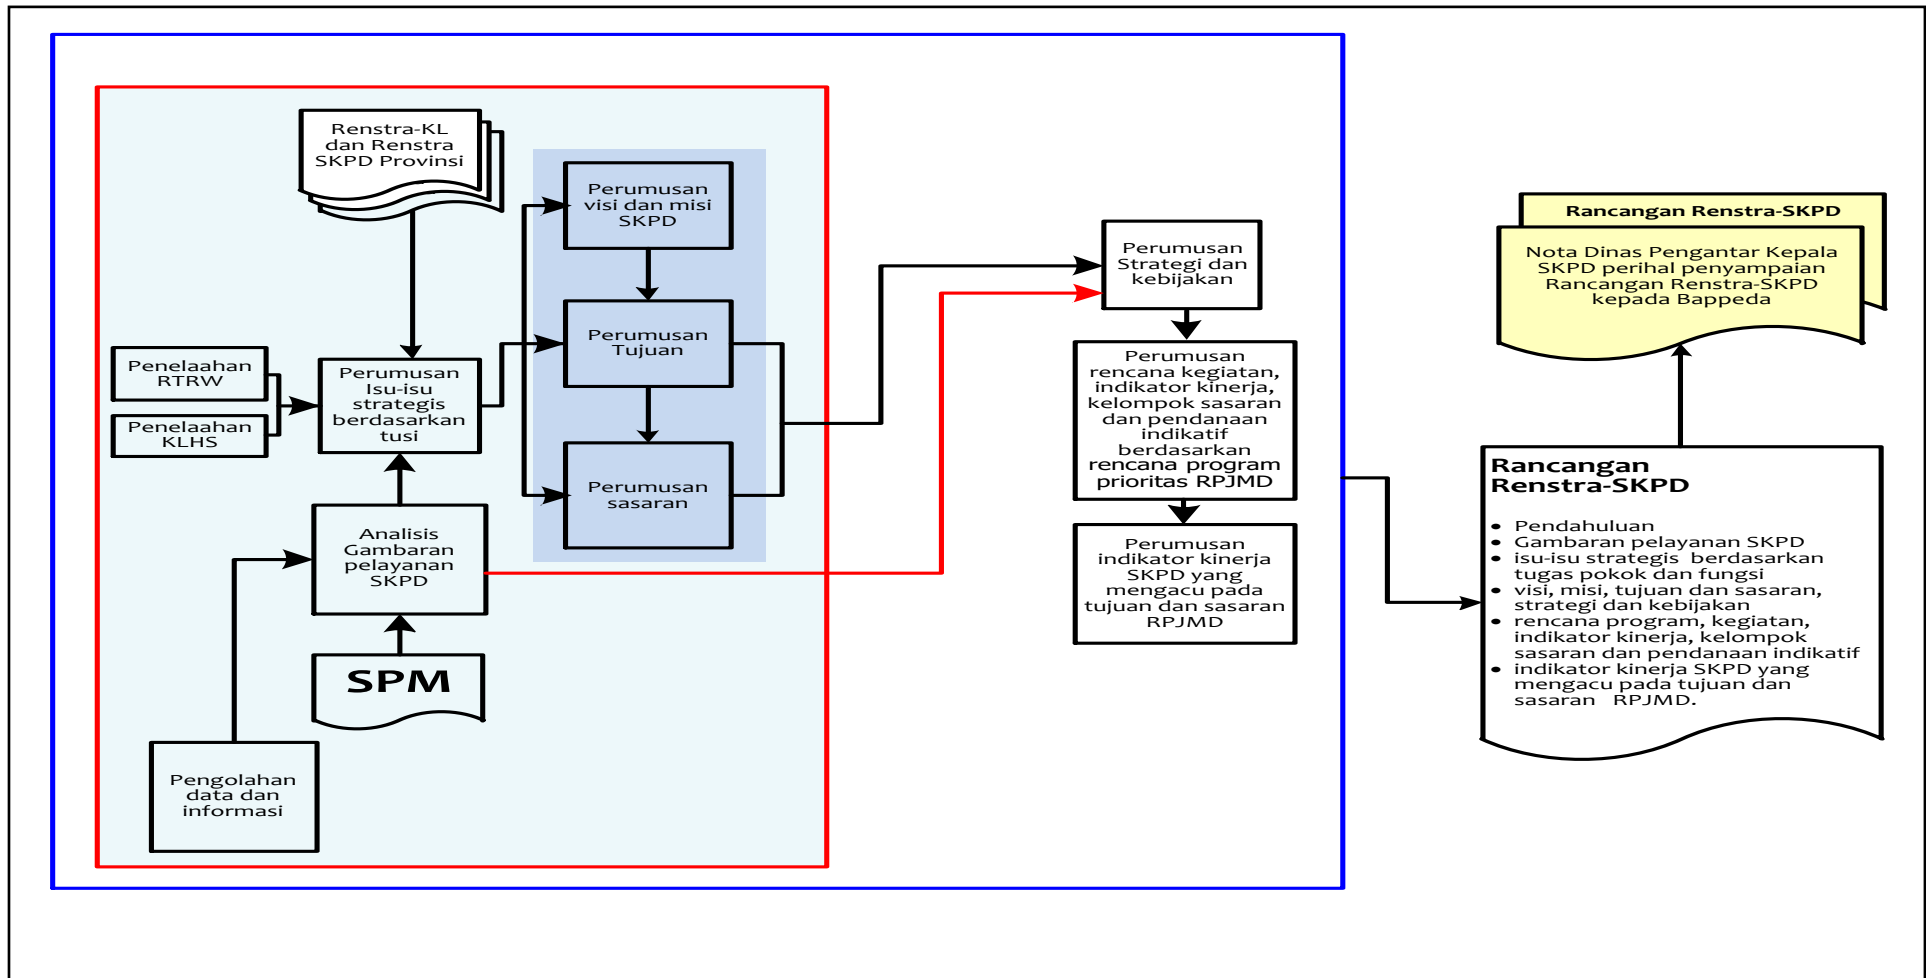 Renstra-KL
dan Renstra
SKPD Provinsi
Penelaahan
RTRW
Penelaahan
KLHS
Perumusan
Isu-isu
strategis
berdasarkan
tusi
Analisis
Gambaran
pelayanan
SKPD
SPM
Pengolahan
data dan
informasi
Perumusan
visi dan misi
SKPD
Perumusan
Tujuan
Perumusan
sasaran
Perumusan
Strategi dan
kebijakan
Perumusan
rencana kegiatan,
indikator kinerja,
kelompok sasaran
dan pendanaan
indikatif
berdasarkan
rencana program
prioritas RPJMD
Perumusan
indikator kinerja
SKPD yang
mengacu pada
tujuan dan sasaran
RPJMD
Rancangan Renstra-SKPD
Nota Dinas Pengantar Kepala
SKPD perihal penyampaian
Rancangan Renstra-SKPD
kepada Bappeda
Rancangan
Renstra-SKPD
• Pendahuluan
• Gambaran pelayanan SKPD
• isu-isu strategis berdasarkan
tugas pokok dan fungsi
• visi, misi, tujuan dan sasaran,
strategi dan kebijakan
• rencana program, kegiatan,
indikator kinerja, kelompok
sasaran dan pendanaan indikatif
• indikator kinerja SKPD yang
mengacu pada tujuan dan
sasaran RPJMD.